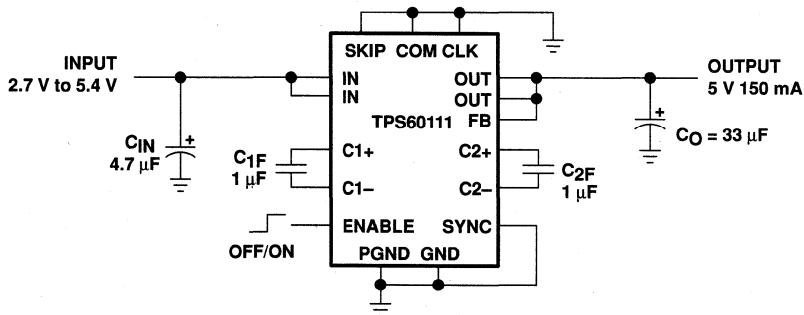 SKIP COM CLK
INPUT
2.7 V to 5.4 V
IN
IN
OUT
OUT
FB
TPS60111
OUTPUT
5 V 150 mA
CIN
4.7 µF
+
C1F
1 µF
C1+
C1–
C2+
C2–
C2F
1 µF
+
CO = 33 µF
ENABLE
SYNC
OFF/ON
PGND GND